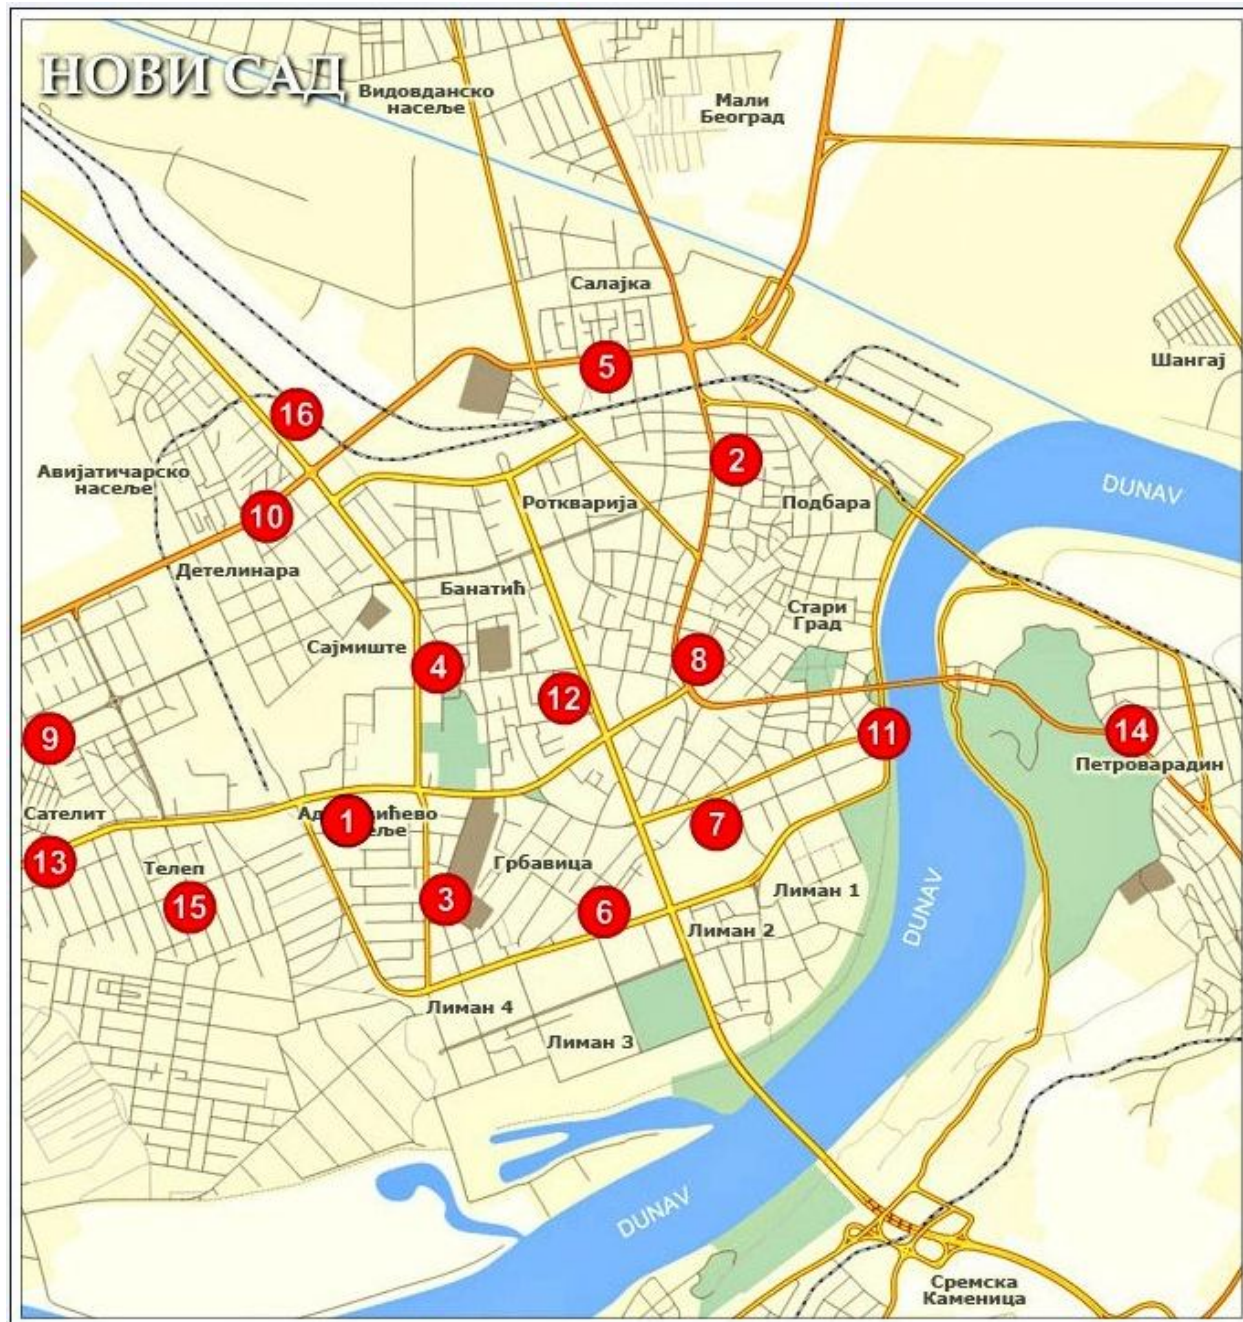 НОВИ САД
Видовданско
насеље
Мали
Београд
Салајка
Шангај
5
16
Авијатичарско
насеље
2
DUNAV
10
Роткварија
Подбара
Детелинара
Банатић
Стари
Град
Сајмиште
4
8
12
9
11
14
Петроварадин
Сателит
1
7
13
Телеп
15
3
Грбавица
6
Лиман 1
DUNAV
Лиман 2
Лиман 4
Лиман 3
DUNAV
Сремска
Каменица